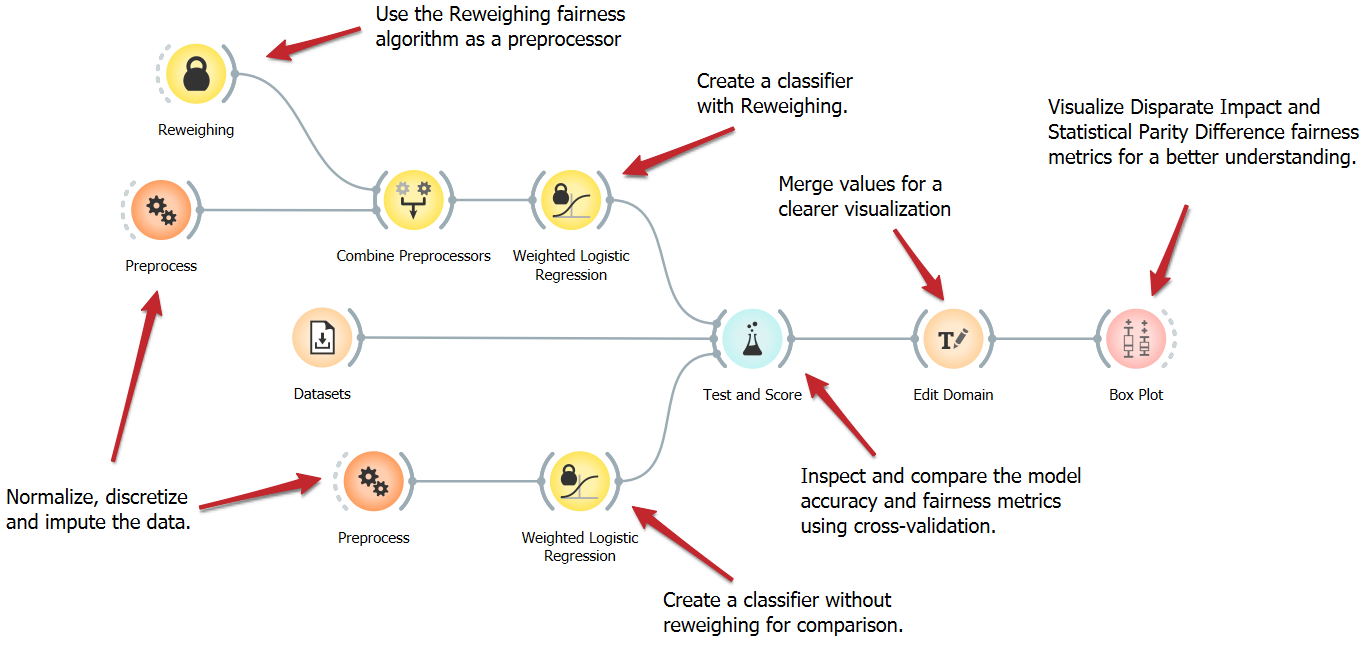 Use the Reweighing fairness
algorithm as a preprocessor
Reweighing
Create a classifier
with Reweighing.
Visualize Disparate Impact and
Statistical Parity Difference fairness
metrics for a better understanding.
Merge values for a
clearer visualization
Preprocess
Combine Preprocessors
Weighted Logistic
Regression
Datasets
Test and Score
T
Edit Domain
Box Plot
Normalize, discretize
and impute the data.
Inspect and compare the model
accuracy and fairness metrics
using cross-validation.
Preprocess
Weighted Logistic
Regression
Create a classifier without
reweighing for comparison.